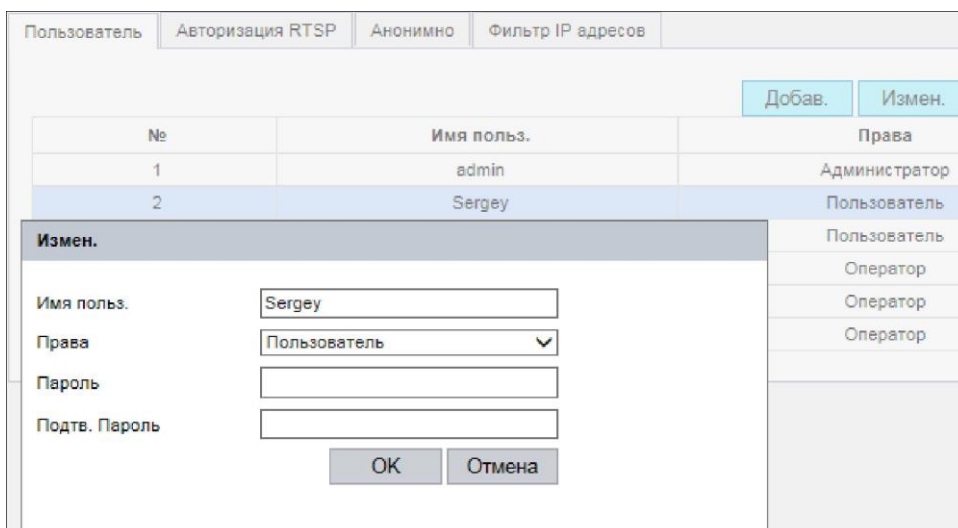 Пользователь Авторизация RTSP Анонимно Фильтр IP адресов
Добав. Измен.
№ Имя польз. Права
1 admin Администратор
2 Sergey Пользователь
Пользователь
Оператор
Оператор
Оператор
Измен.
Имя польз. Sergey
Права Пользователь
Пароль
Подтв. Пароль
OK Отмена